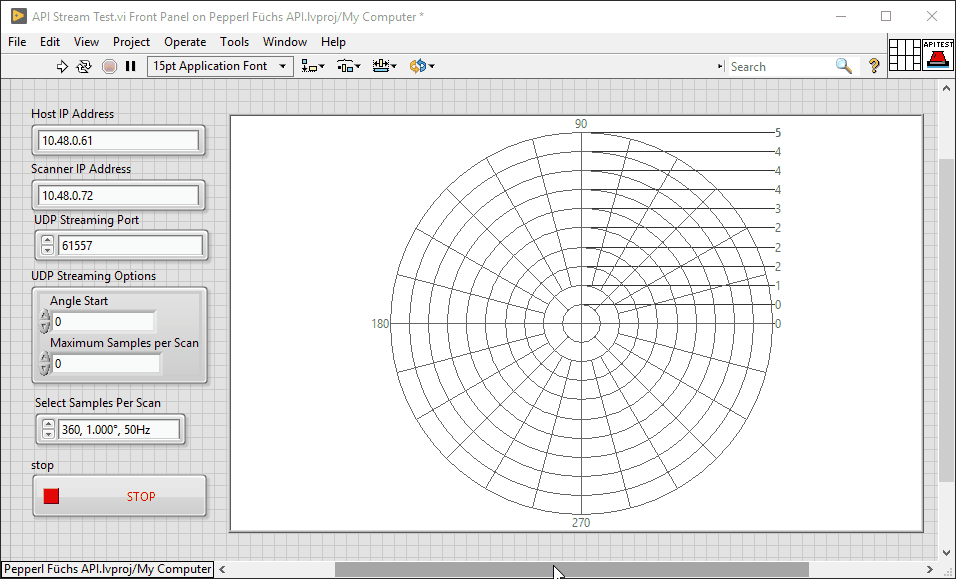 API Stream Test.vi Front Panel on Pepperl Füchs API.lvproj/My Computer *
File Edit View Project Operate Tools Window Help
15pt Application Font
Search
?
API TEST
Host IP Address
10.48.0.61
Scanner IP Address
10.48.0.72
UDP Streaming Port
61557
UDP Streaming Options
Angle Start
0
Maximum Samples per Scan
0
Select Samples Per Scan
360, 1.000°, 50Hz
stop
STOP
90
5
4
4
4
3
2
2
2
1
0
180
0
270
Pepperl Füchs API.lvproj/My Computer